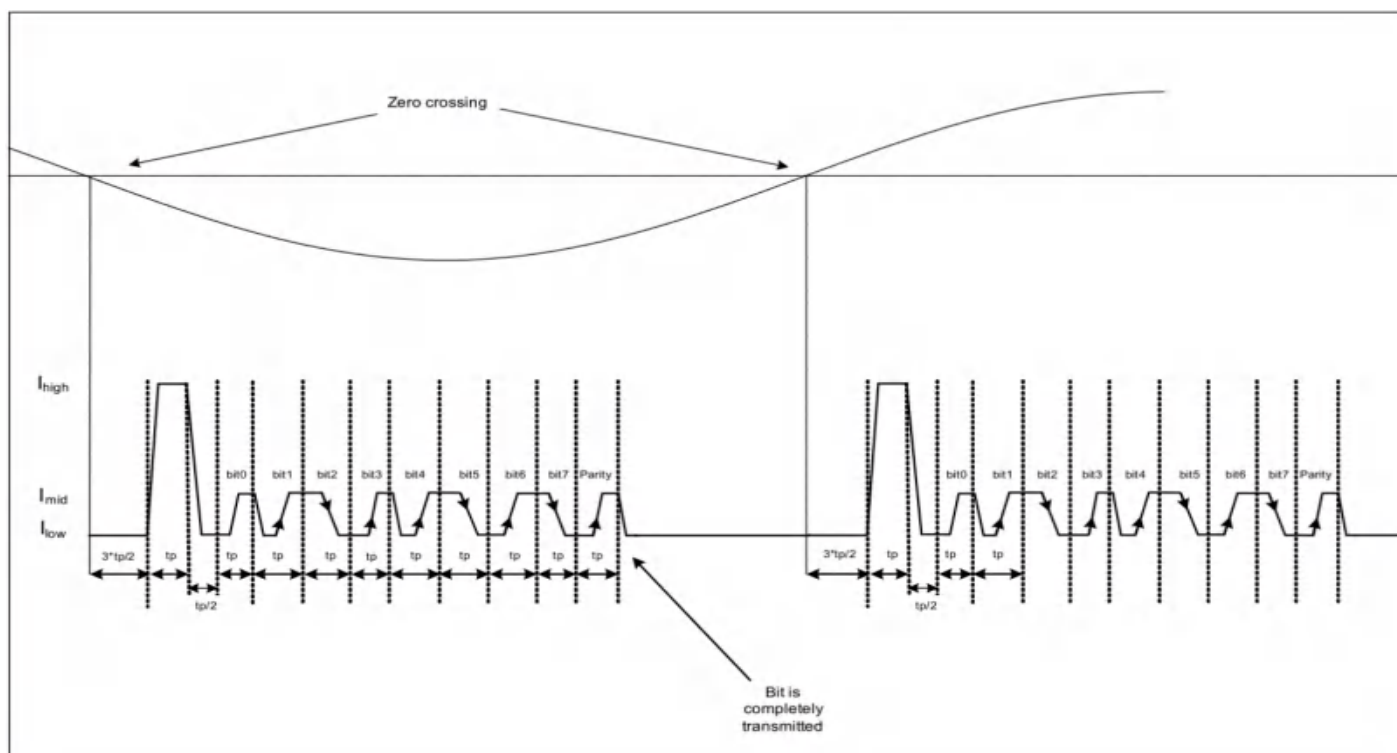 Zero crossing
Ihigh
bit0 bit1 bit2 bit3 bit4 bit5 bit6 bit7 Parity bit0 bit1 bit2 bit3 bit4 bit5 bit6 bit7 Parity
Imid
Ilow
3*tp/2 tp tp tp tp tp tp tp tp tp tp 3*tp/2 tp tp tp
tp/2 tp/2
Bit is
completely
transmitted